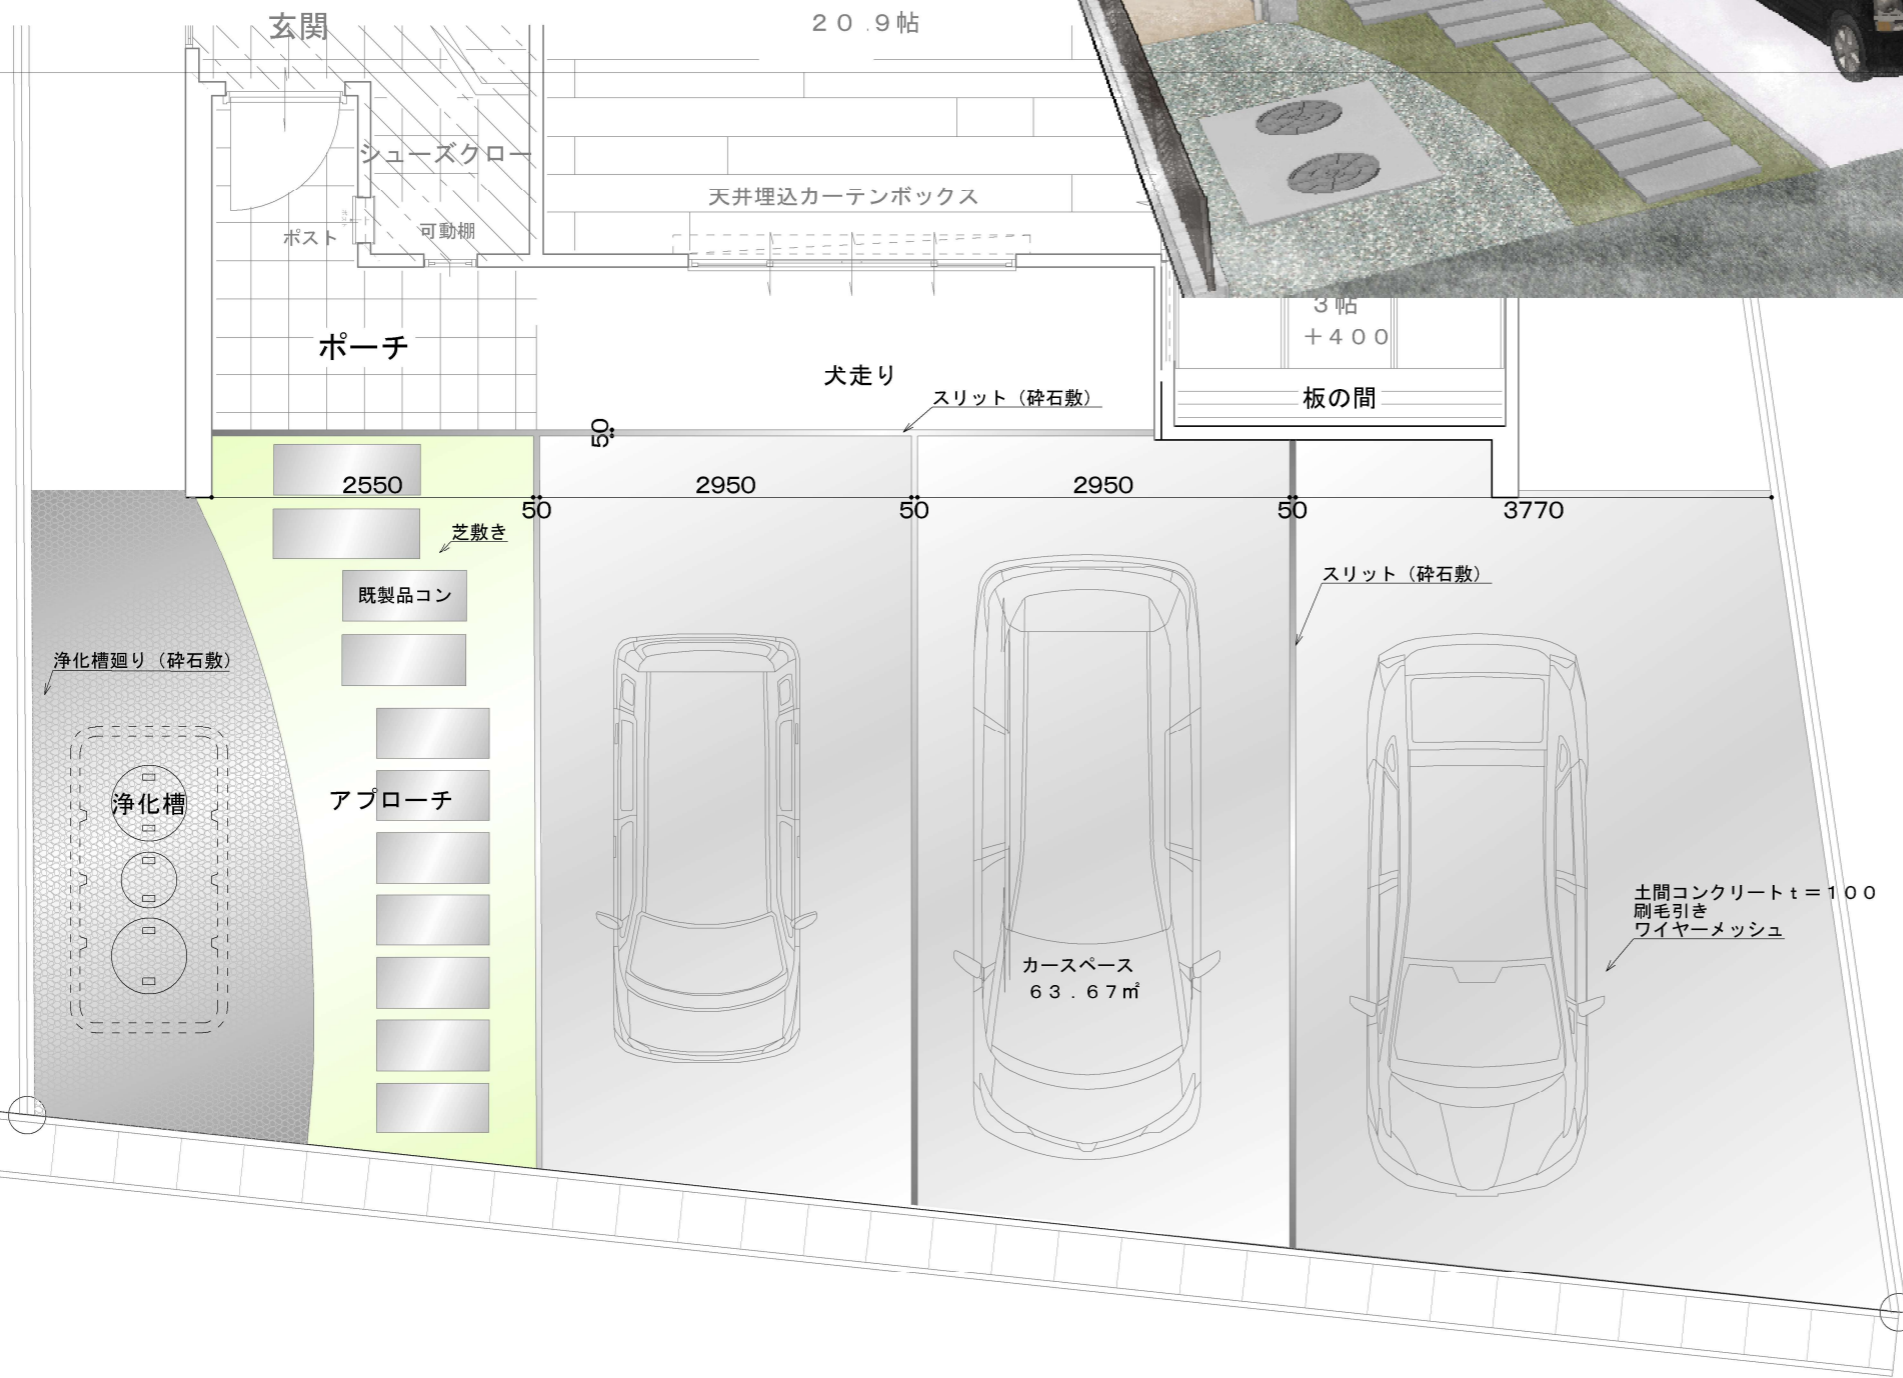 玄関
２０．９帖
シューズクロー
天井埋込カーテンボックス
ポスト
可動棚
３帖
＋４００
ポーチ
犬走り
スリット（砕石敷）
板の間
50
2550
2950
2950
50
50
50
3770
芝敷き
スリット（砕石敷）
既製品コン
浄化槽廻り（砕石敷）
浄化槽
アプローチ
土間コンクリートｔ＝１００
刷毛引き
ワイヤーメッシュ
カースペース
６３．６７㎡